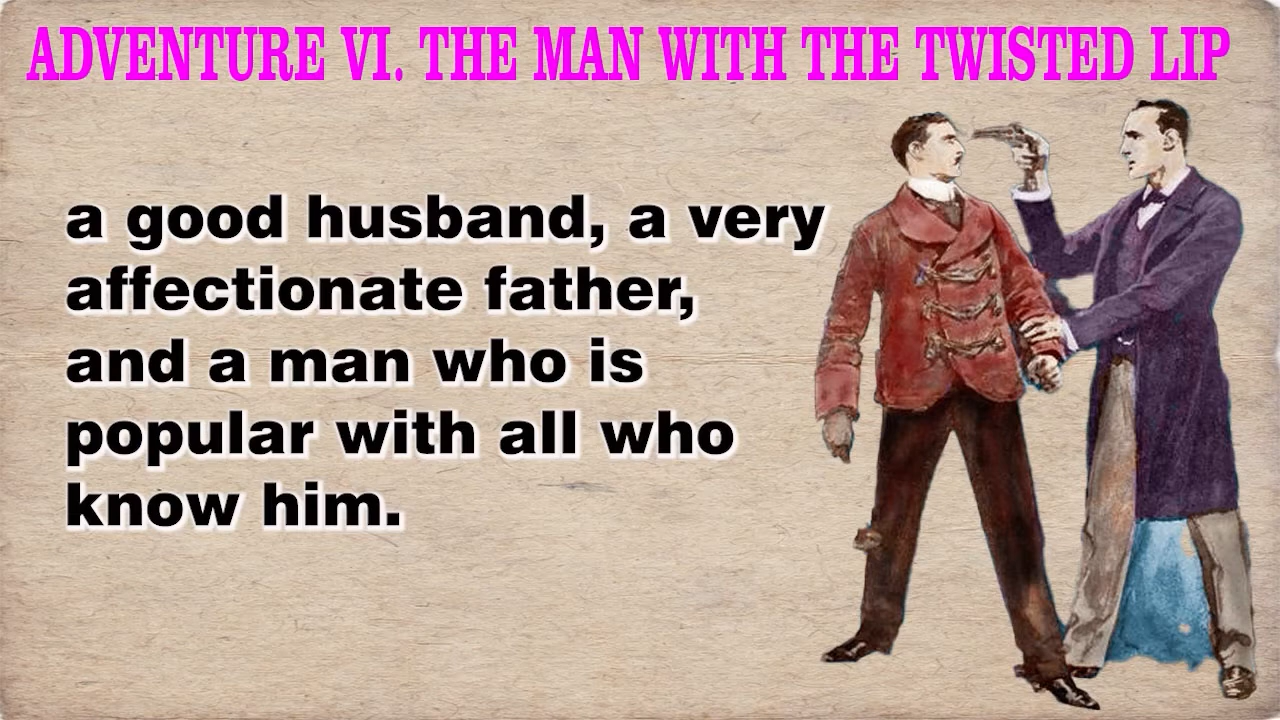 ADVENTURE VI. THE MAN WITH THE TWISTED LIP
a good husband, a very
affectionate father,
and a man who is
popular with all who
know him.